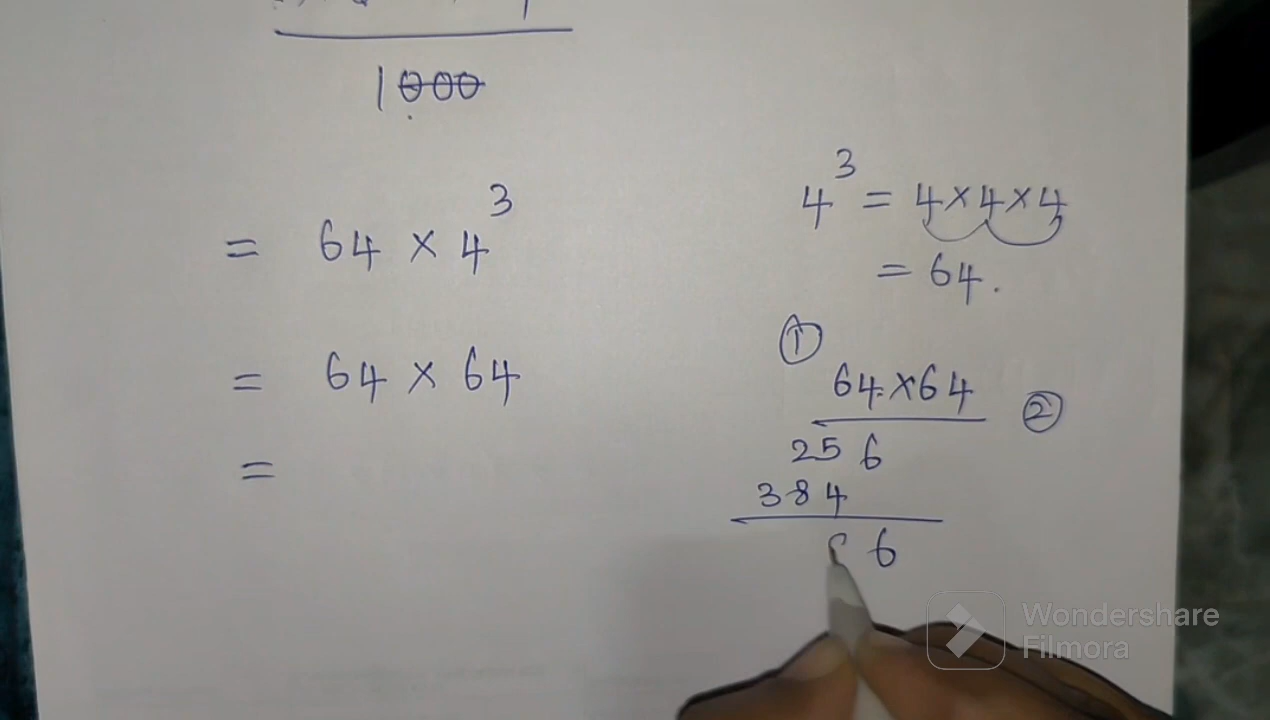 1000
= 64 × 4³
= 64 × 64
=
4³ = 4×4×4
= 64.
①
64×64
②
256
384
6
Wondershare
Filmora